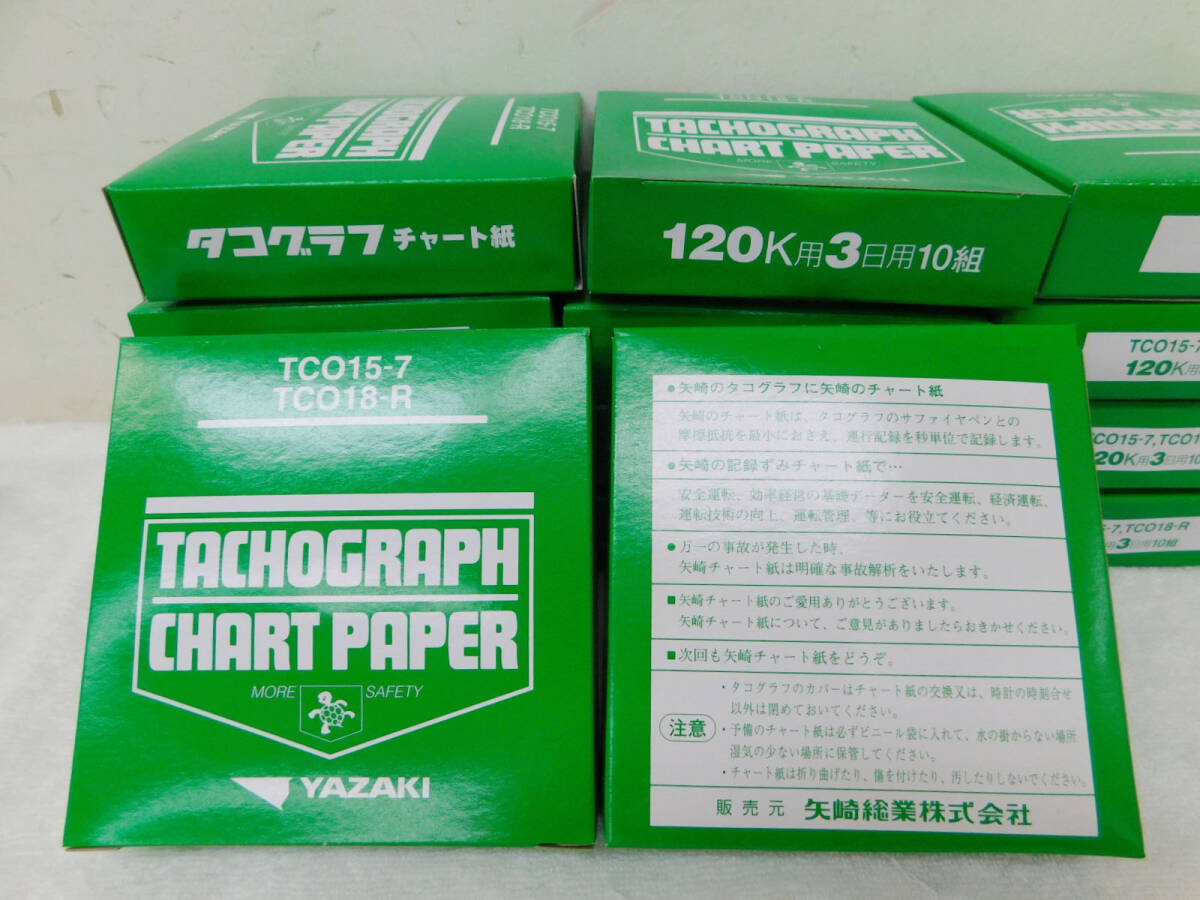 TCO15-7
TCO18-R
TACHOGRAPH
CHART PAPER
YAZAKI
タコグラフ チャート紙
TACHOGRAPH
CHART PAPER
MORE SAFETY
120K用3日用10組
TCO15-7
TCO18-R
TACHOGRAPH
CHART PAPER
MORE SAFETY
YAZAKI
●矢崎のタコグラフに矢崎のチャート紙
矢崎のチャート紙は、タコグラフのサファイヤペンとの
摩擦抵抗を最小におさえ、運行記録を秒単位で記録します。
●矢崎の記録ずみチャート紙で…
安全運転、効率経営の基礎データーを安全運転、経済運転、
運転技術の向上、運転管理、等にお役立てください。
●万一の事故が発生した時、
矢崎チャート紙は明確な事故解析をいたします。
■矢崎チャート紙のご愛用ありがとうございます。
矢崎チャート紙について、ご意見がありましたらおきかせください。
■次回も矢崎チャート紙をどうぞ。
注意
・タコグラフのカバーはチャート紙の交換又は、時計の時刻合せ
以外は閉めておいてください。
・予備のチャート紙は必ずビニール袋に入れて、水の掛からない場所
湿気の少ない場所に保管してください。
・チャート紙は折り曲げたり、傷を付けたり、汚したりしないでください。
販売元 矢崎総業株式会社
TCO15-7
120K用
CO15-7,TCO1
20K用3日用10
-7,TCO18-R
用3日用10組